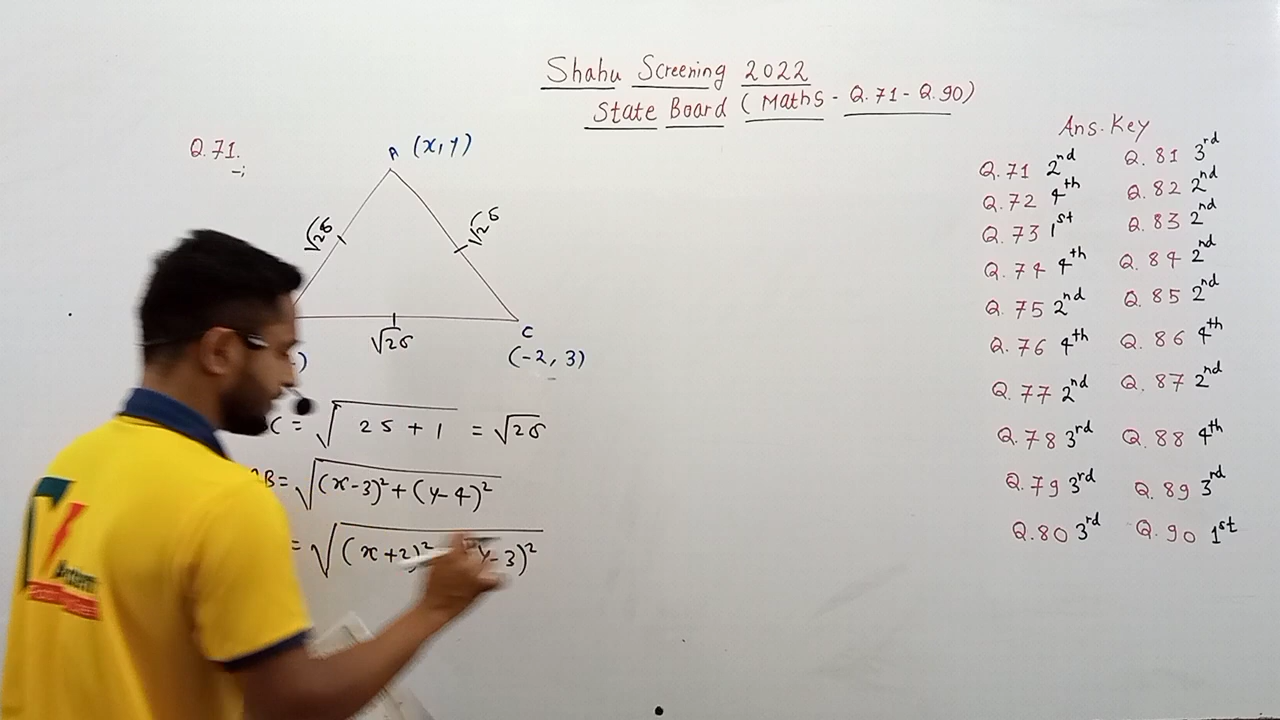 Shahu Screening 2022
State Board (Maths - Q.71 - Q.90)
Q.71.
A (x, y)
√26
√26
√26
C
(-2, 3)
C = √25 + 1 = √26
B = √(x-3)² + (y-4)²
= √(x+2)² y-3)²
Ans. Key
Q.71 2nd
Q.72 4th
Q.73 1st
Q.74 4th
Q.75 2nd
Q.76 4th
Q.77 2nd
Q.78 3rd
Q.79 3rd
Q.80 3rd
Q.81 3rd
Q.82 2nd
Q.83 2nd
Q.84 2nd
Q.85 2nd
Q.86 4th
Q.87 2nd
Q.88 4th
Q.89 3rd
Q.90 1st